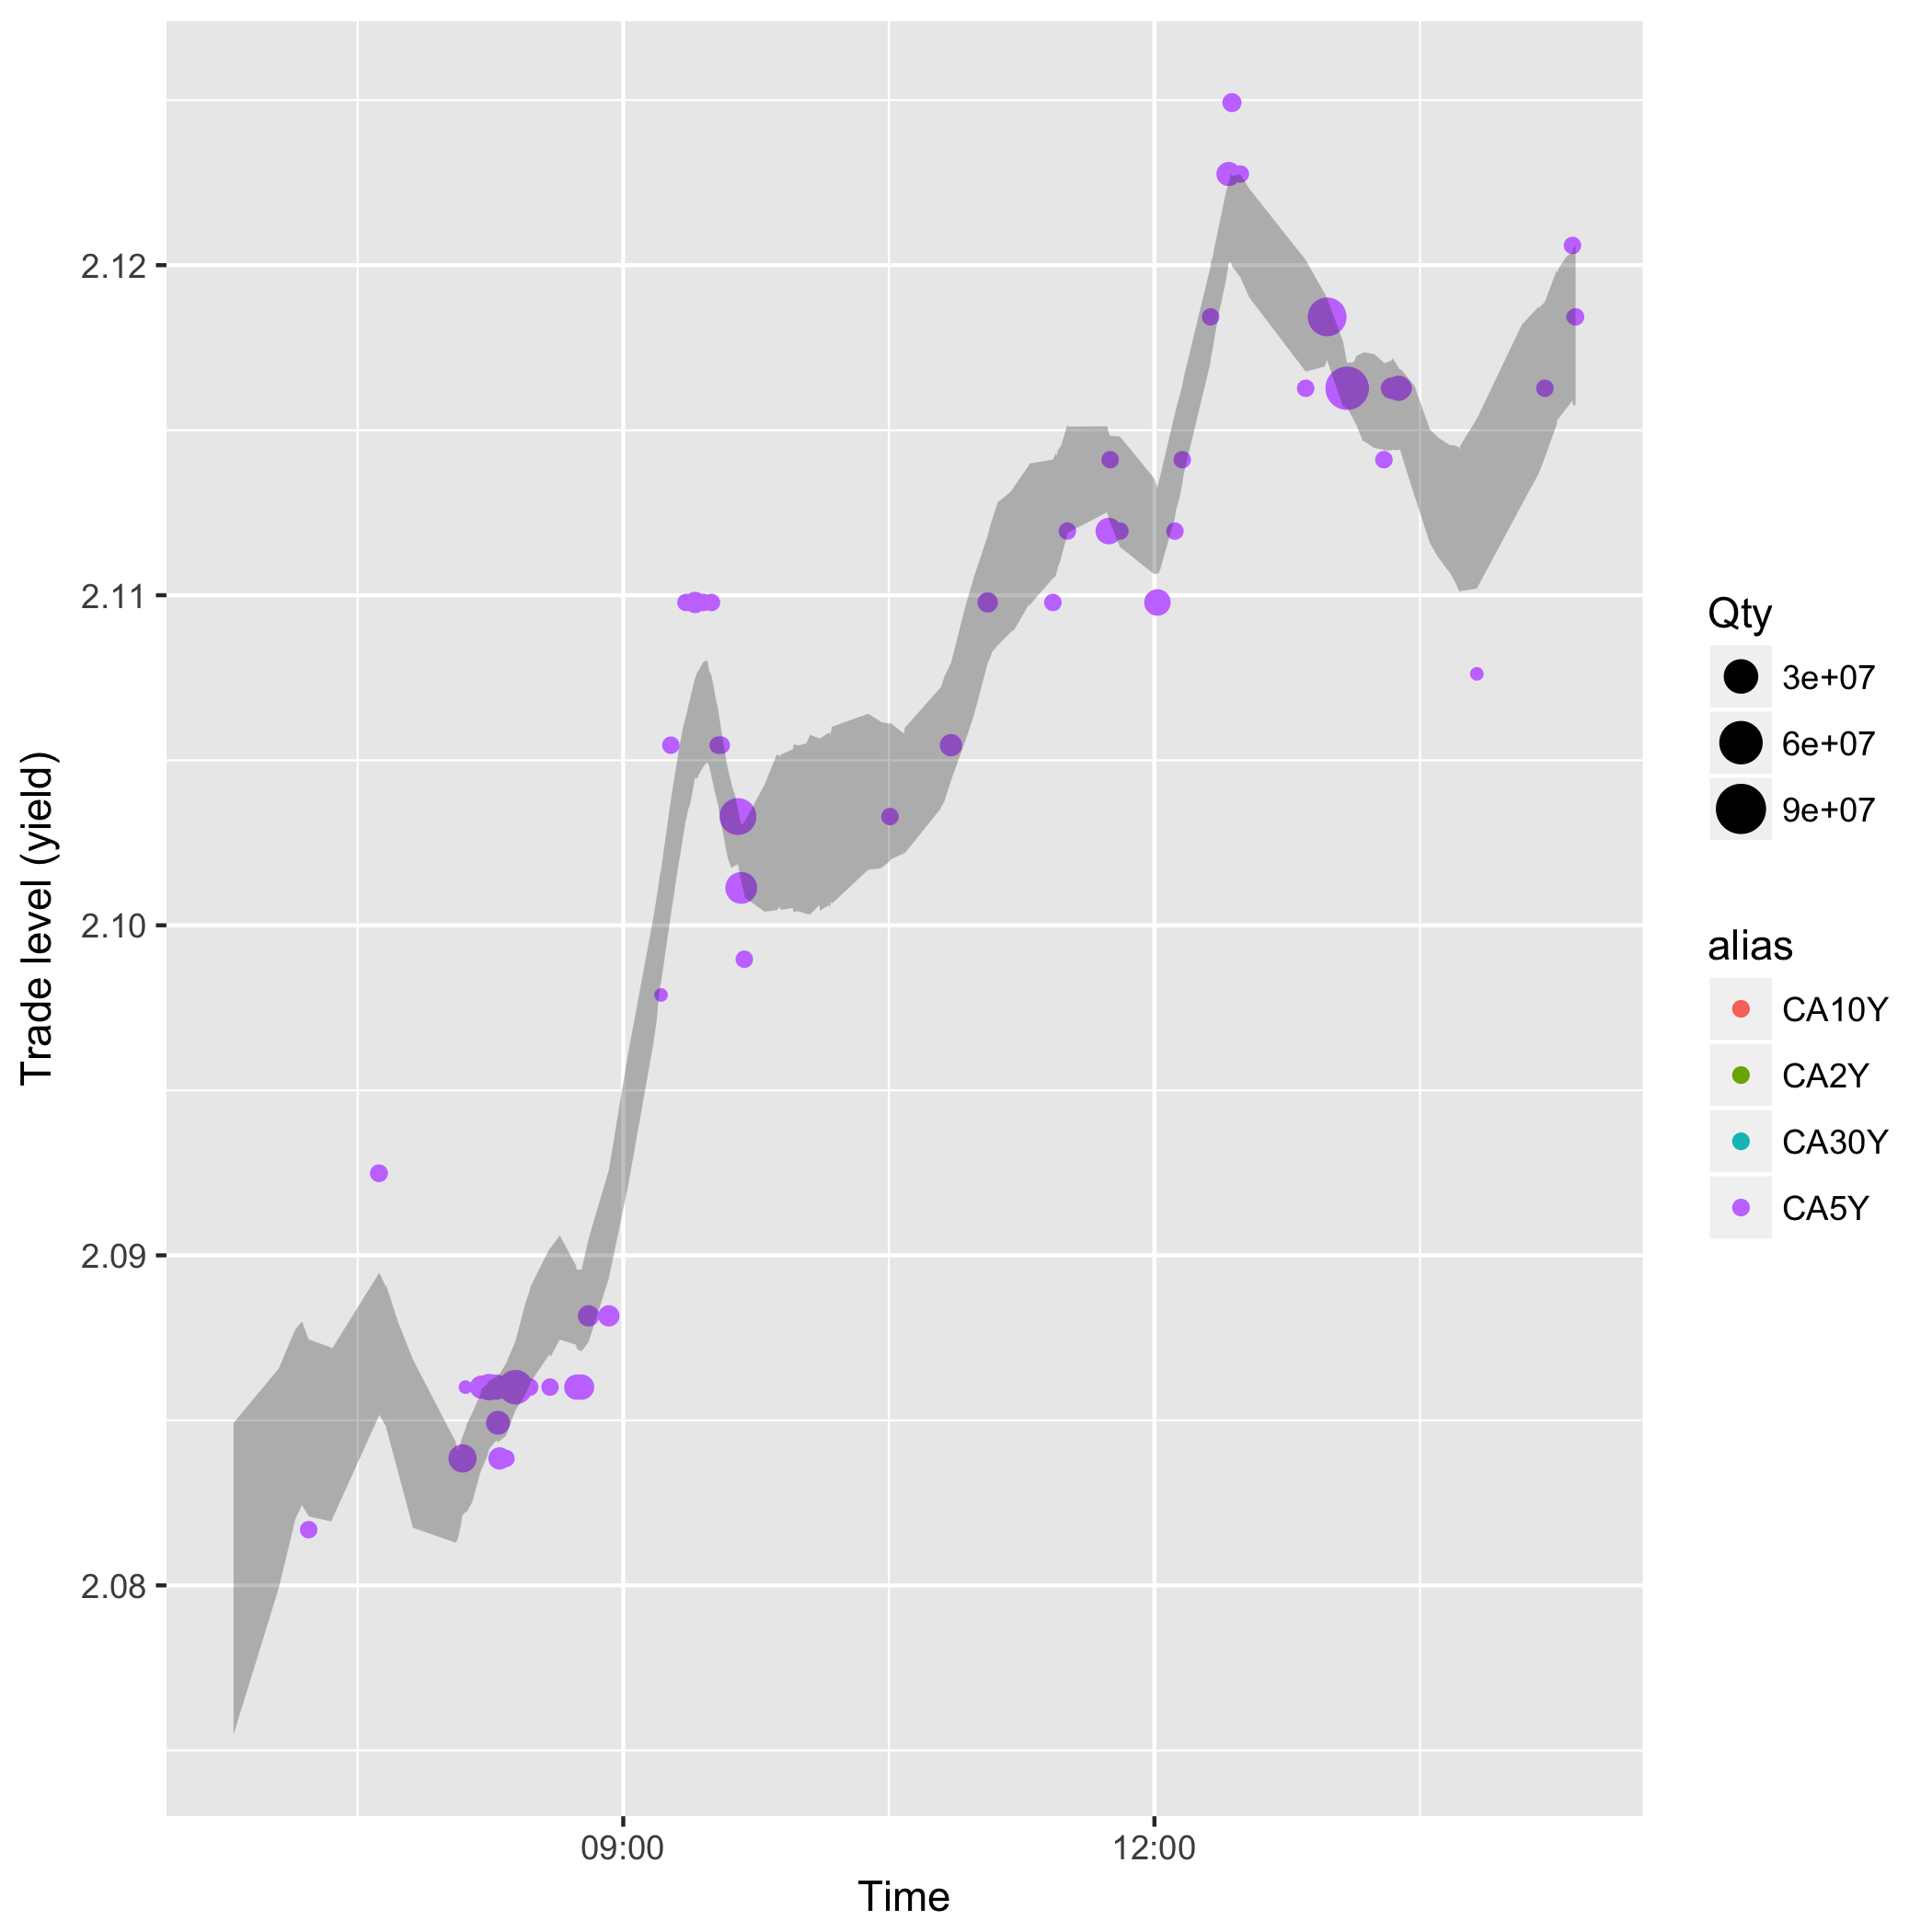 Trade level (yield)
2.12
2.11
2.10
2.09
2.08
09:00
12:00
Time
Qty
3e+07
6e+07
9e+07
alias
CA10Y
CA2Y
CA30Y
CA5Y